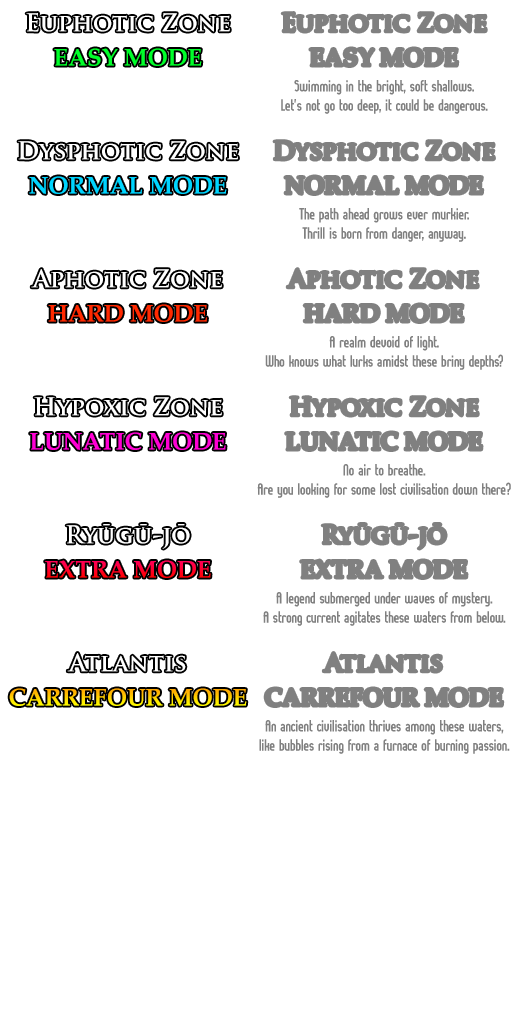 Euphotic Zone
EASY MODE
Euphotic Zone
EASY MODE
Swimming in the bright, soft shallows.
Let's not go too deep, it could be dangerous.
Dysphotic Zone
NORMAL MODE
Dysphotic Zone
NORMAL MODE
The path ahead grows ever murkier.
Thrill is born from danger, anyway.
Aphotic Zone
HARD MODE
Aphotic Zone
HARD MODE
A realm devoid of light.
Who knows what lurks amidst these briny depths?
Hypoxic Zone
LUNATIC MODE
Hypoxic Zone
LUNATIC MODE
No air to breathe.
Are you looking for some lost civilisation down there?
Ryūgū-jō
EXTRA MODE
Ryūgū-jō
EXTRA MODE
A legend submerged under waves of mystery.
A strong current agitates these waters from below.
Atlantis
CARREFOUR MODE
Atlantis
CARREFOUR MODE
An ancient civilisation thrives among these waters,
like bubbles rising from a furnace of burning passion.